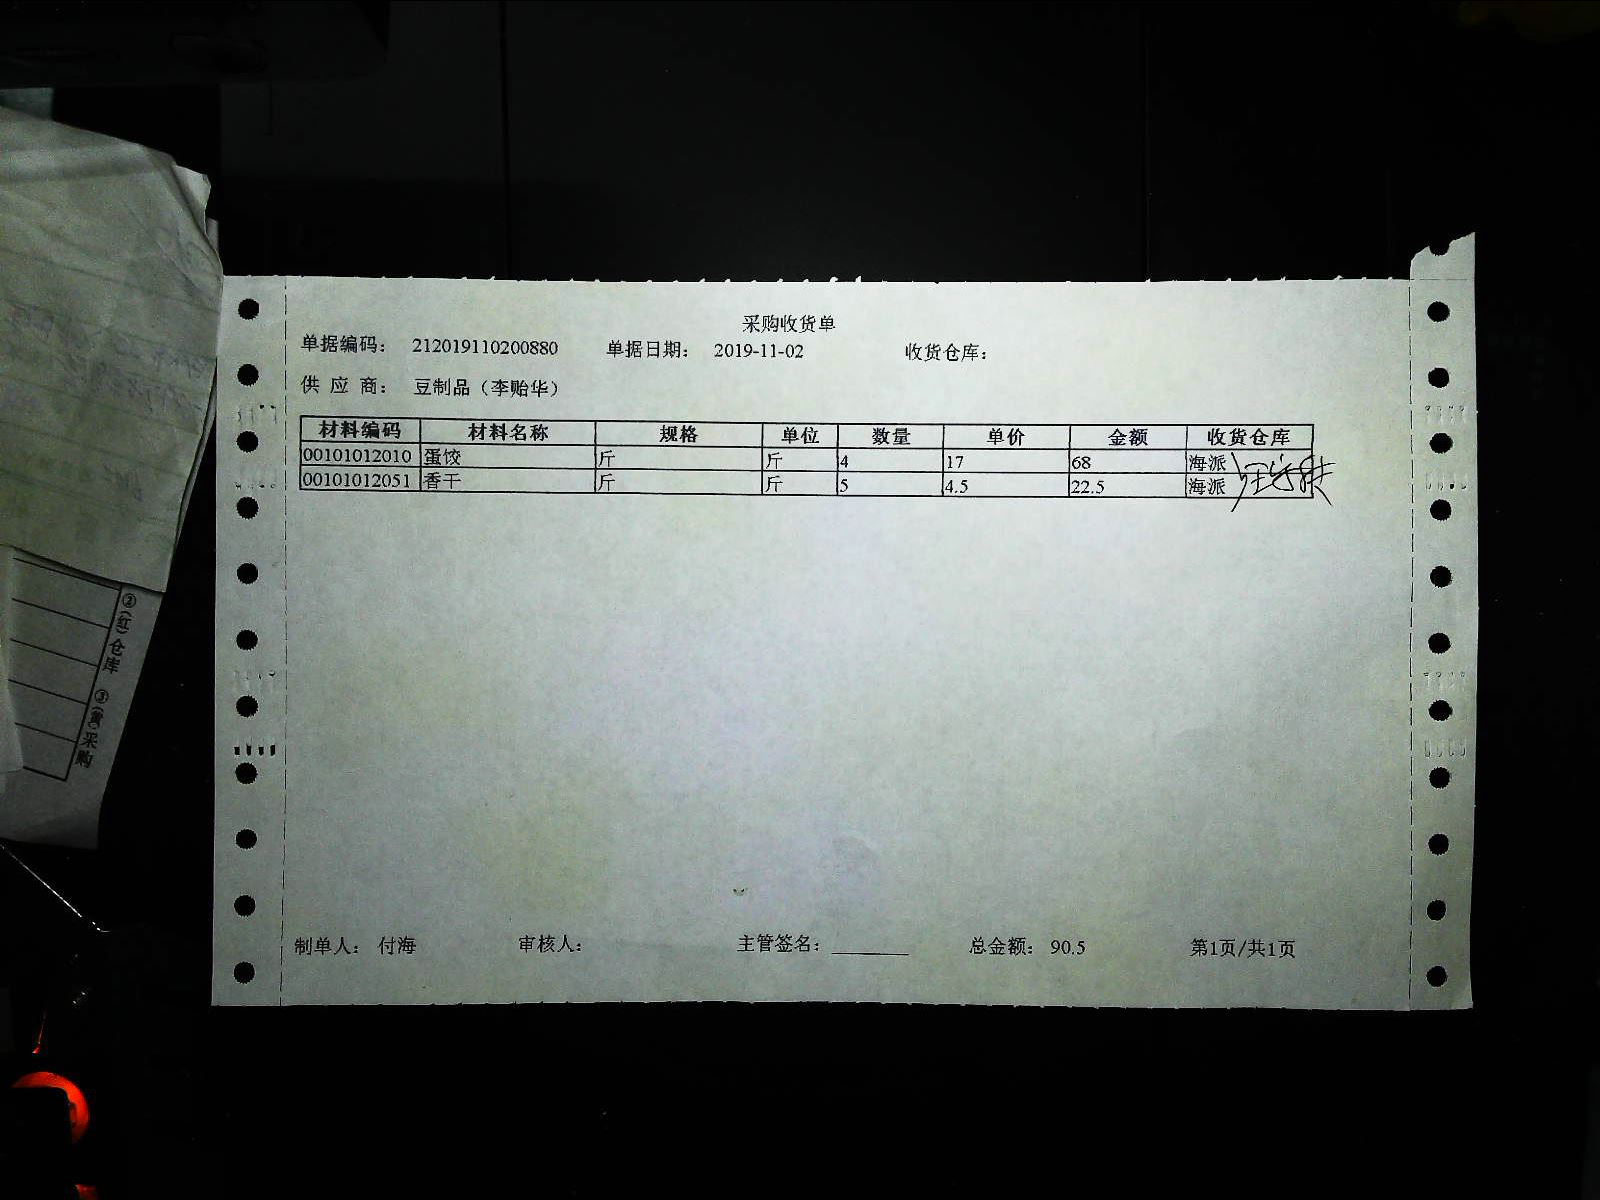 采购收货单
单据编码： 212019110200880 单据日期： 2019-11-02 收货仓库：
供 应 商： 豆制品（李贻华）
材料编码 材料名称 规格 单位 数量 单价 金额 收货仓库
00101012010 蛋饺 斤 斤 4 17 68 海派
00101012051 香干 斤 斤 5 4.5 22.5 海派
制单人： 付海 审核人： 主管签名： 总金额： 90.5 第1页/共1页
②(红)仓库 ③(黄)采购